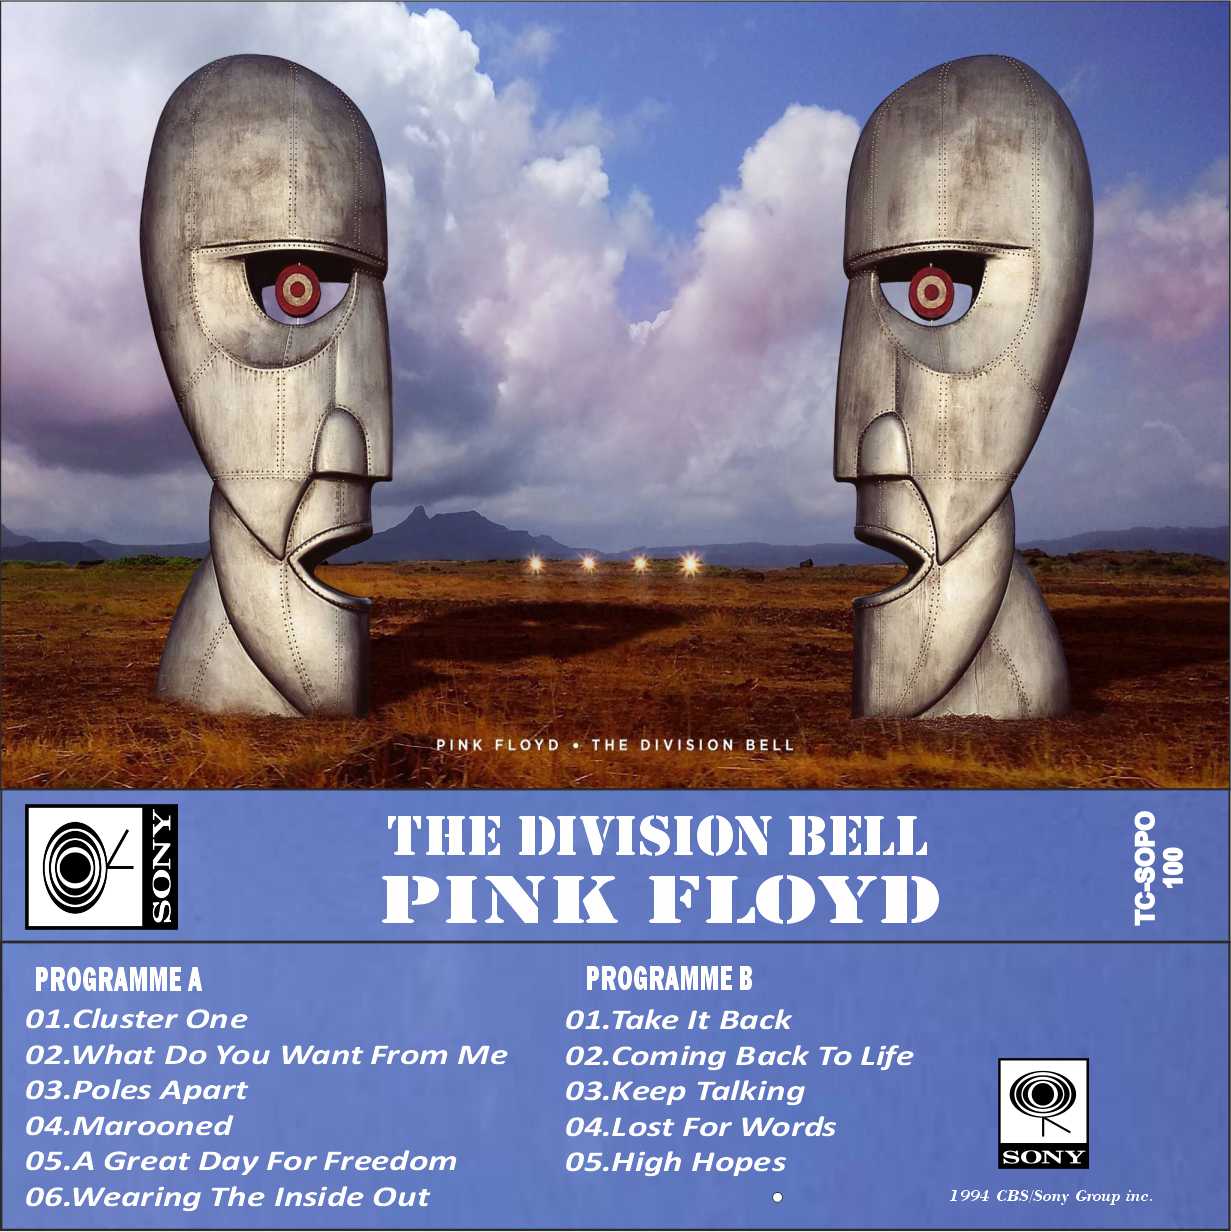 PINK FLOYD • THE DIVISION BELL
SONY
THE DIVISION BELL
PINK FLOYD
TC-SOPO
100
PROGRAMME A
01.Cluster One
02.What Do You Want From Me
03.Poles Apart
04.Marooned
05.A Great Day For Freedom
06.Wearing The Inside Out
PROGRAMME B
01.Take It Back
02.Coming Back To Life
03.Keep Talking
04.Lost For Words
05.High Hopes
SONY
1994 CBS/Sony Group inc.